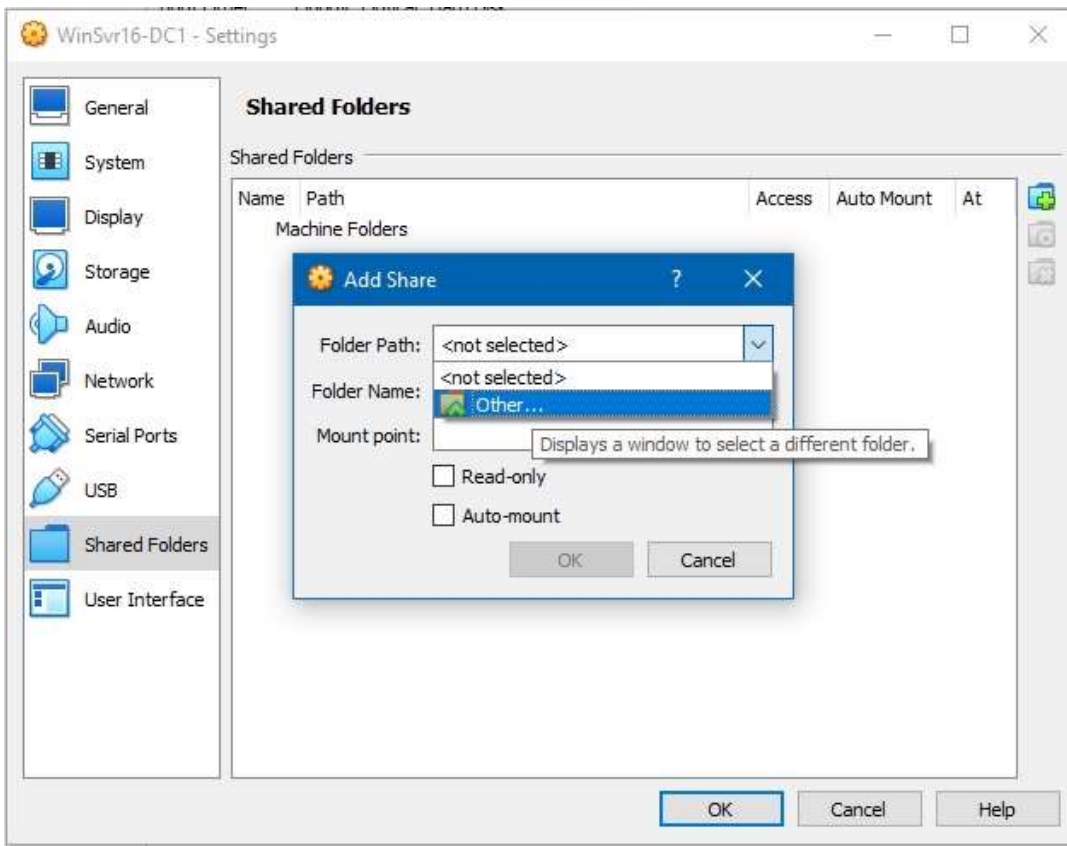 WinSvr16-DC1 - Settings
General
System
Display
Storage
Audio
Network
Serial Ports
USB
Shared Folders
User Interface
Shared Folders
Shared Folders
Name Path Access Auto Mount At
Machine Folders
Add Share ?
Folder Path: <not selected>
<not selected>
Folder Name:
Other...
Mount point:
Displays a window to select a different folder.
Read-only
Auto-mount
OK Cancel
OK Cancel Help